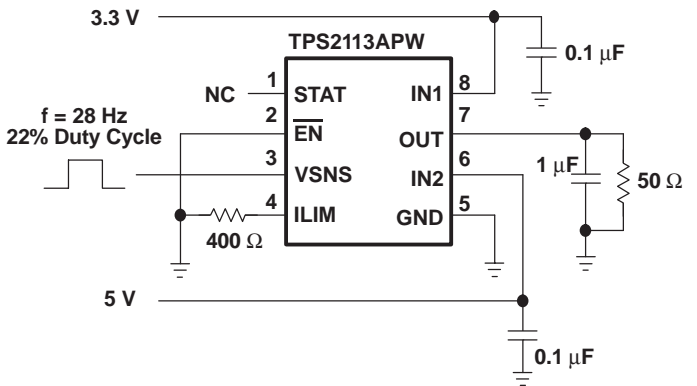 3.3 V
TPS2113APW
0.1 μF
NC
1
STAT
IN1
8
f = 28 Hz
22% Duty Cycle
2
EN
OUT
7
3
VSNS
IN2
6
1 μF
50 Ω
4
ILIM
GND
5
400 Ω
5 V
0.1 μF